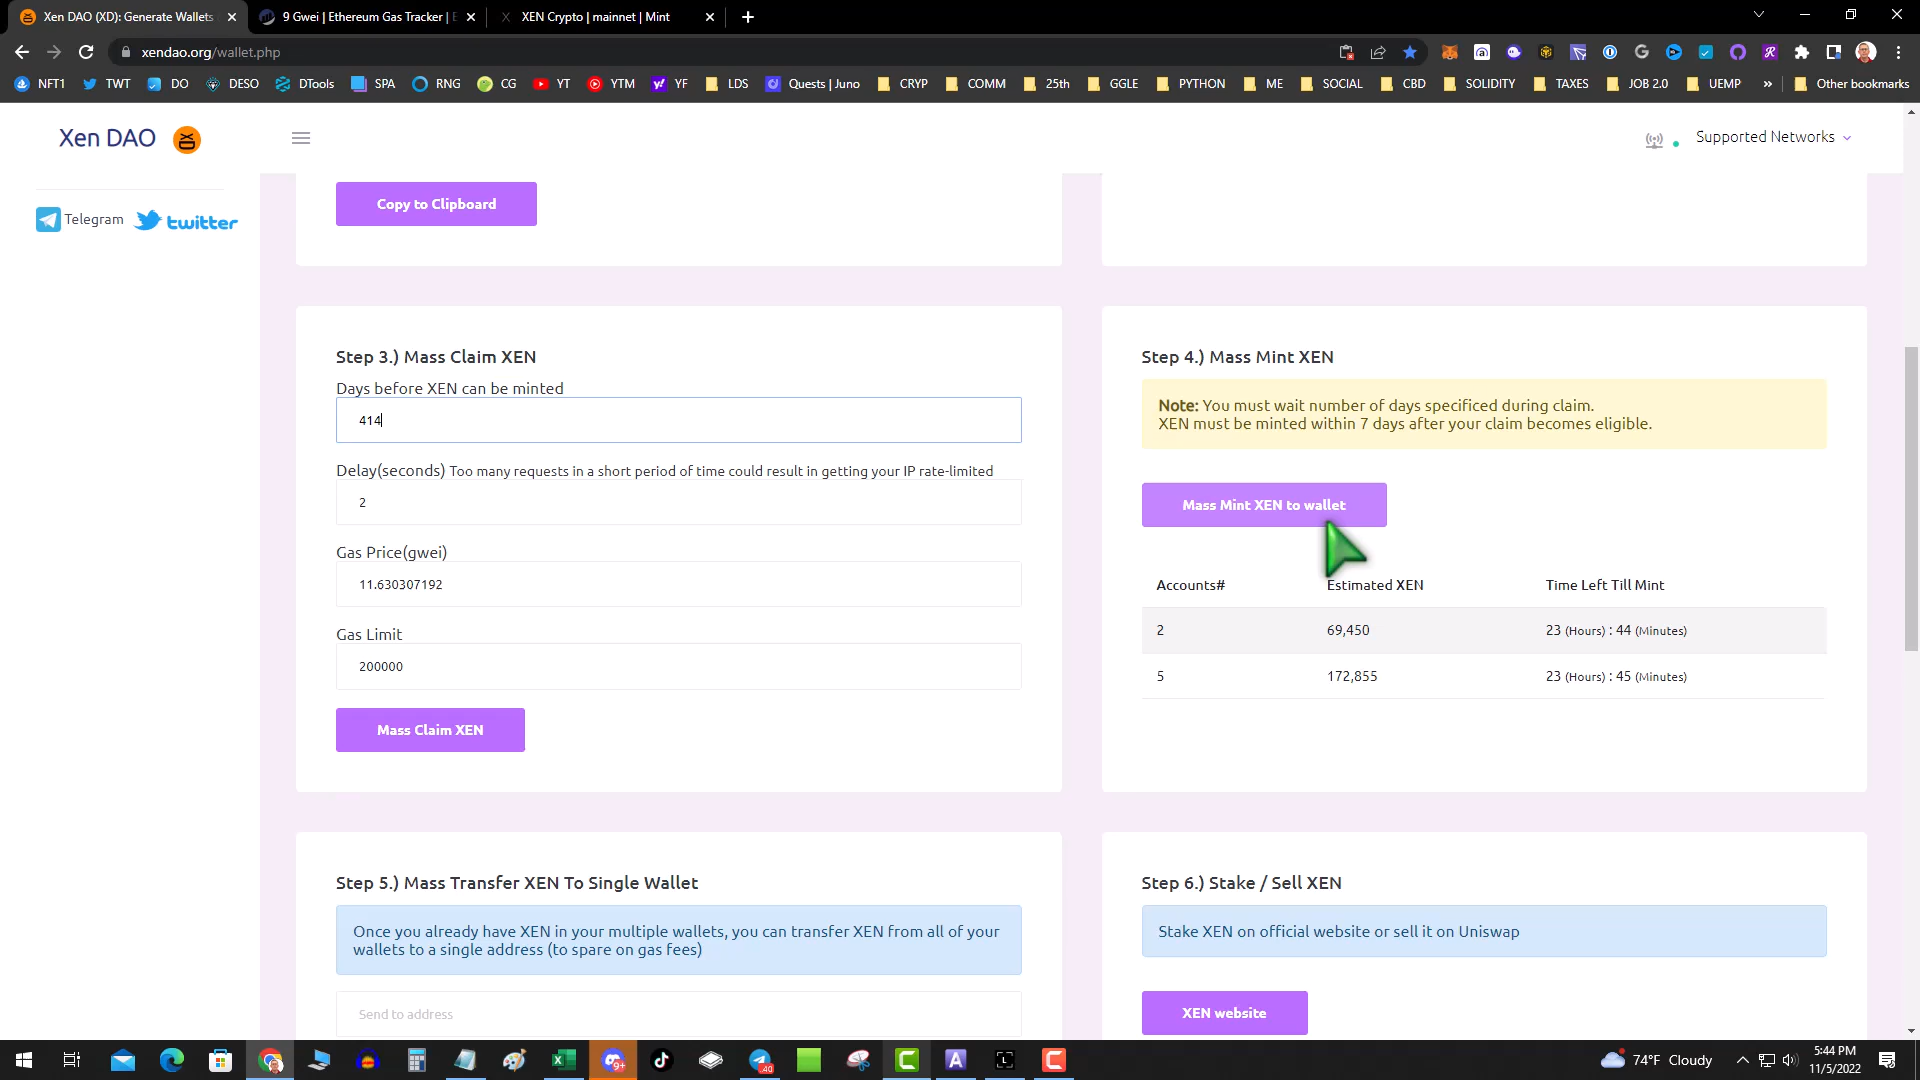 Xen DAO (XD): Generate Wallets
9 Gwei | Ethereum Gas Tracker | E
XEN Crypto | mainnet | Mint
xendao.org/wallet.php
NFT1
TWT
DO
DESO
DTools
SPA
RNG
CG
YT
YTM
YF
LDS
Quests | Juno
CRYP
COMM
25th
GGLE
PYTHON
ME
SOCIAL
CBD
SOLIDITY
TAXES
JOB 2.0
UEMP
»
Other bookmarks
Xen DAO
Supported Networks
Telegram
twitter
Copy to Clipboard
Step 3.) Mass Claim XEN
Days before XEN can be minted
414
Delay(seconds) Too many requests in a short period of time could result in getting your IP rate-limited
2
Gas Price(gwei)
11.630307192
Gas Limit
200000
Mass Claim XEN
Step 4.) Mass Mint XEN
Note: You must wait number of days specificed during claim.
XEN must be minted within 7 days after your claim becomes eligible.
Mass Mint XEN to wallet
Accounts# Estimated XEN Time Left Till Mint
2 69,450 23 (Hours) : 44 (Minutes)
5 172,855 23 (Hours) : 45 (Minutes)
Step 5.) Mass Transfer XEN To Single Wallet
Once you already have XEN in your multiple wallets, you can transfer XEN from all of your
wallets to a single address (to spare on gas fees)
Send to address
Step 6.) Stake / Sell XEN
Stake XEN on official website or sell it on Uniswap
XEN website
74°F Cloudy
5:44 PM
11/5/2022